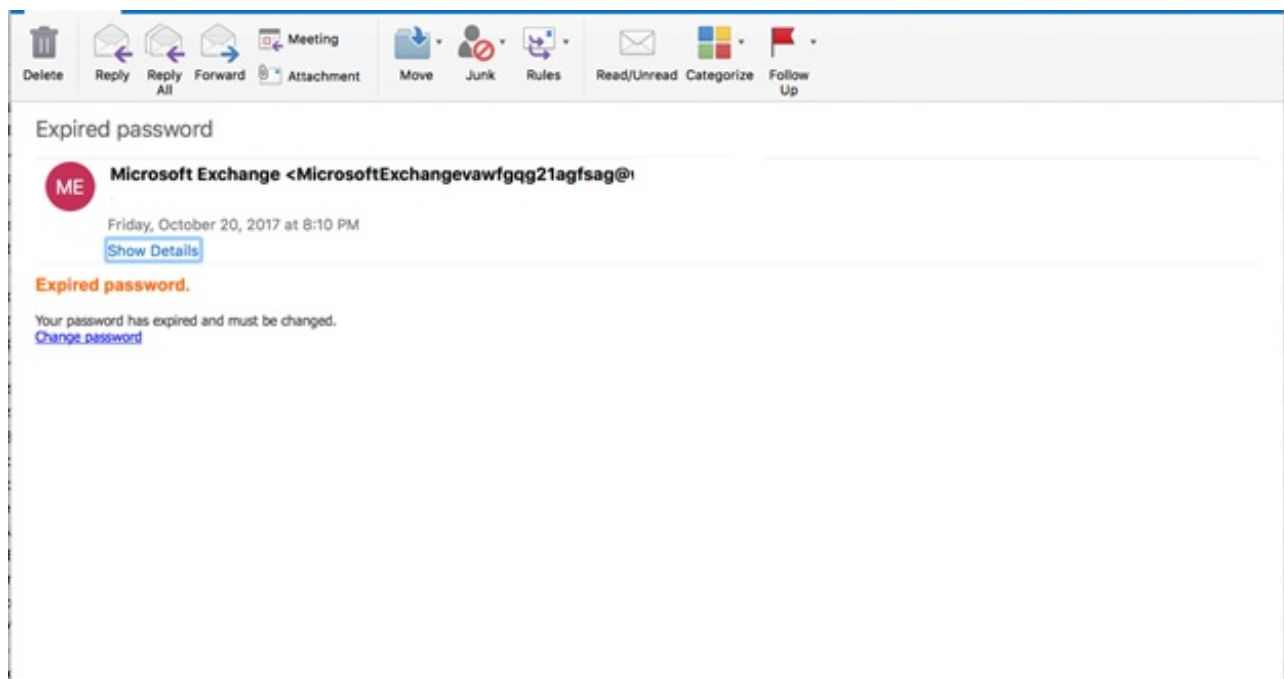 Meeting
Delete Reply Reply All Forward Attachment Move Junk Rules Read/Unread Categorize Follow Up
Expired password
ME
Microsoft Exchange <MicrosoftExchangevawfgqg21agfsag@
Friday, October 20, 2017 at 8:10 PM
Show Details
Expired password.
Your password has expired and must be changed.
Change password